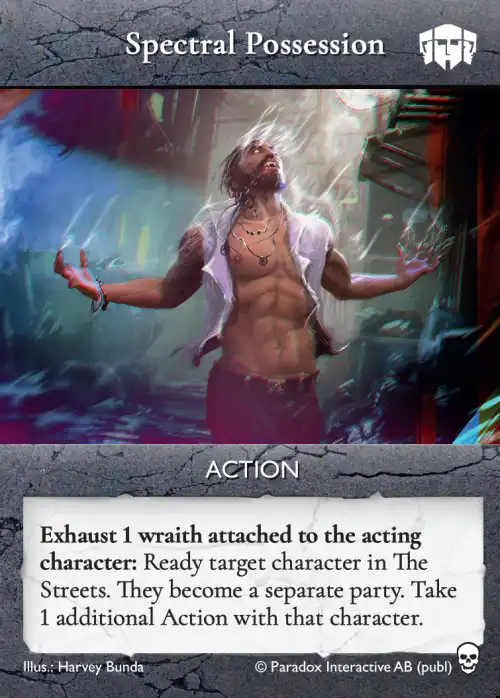 Spectral Possession
ACTION
Exhaust 1 wraith attached to the acting
character: Ready target character in The
Streets. They become a separate party. Take
1 additional Action with that character.
Illus.: Harvey Bunda
© Paradox Interactive AB (publ)